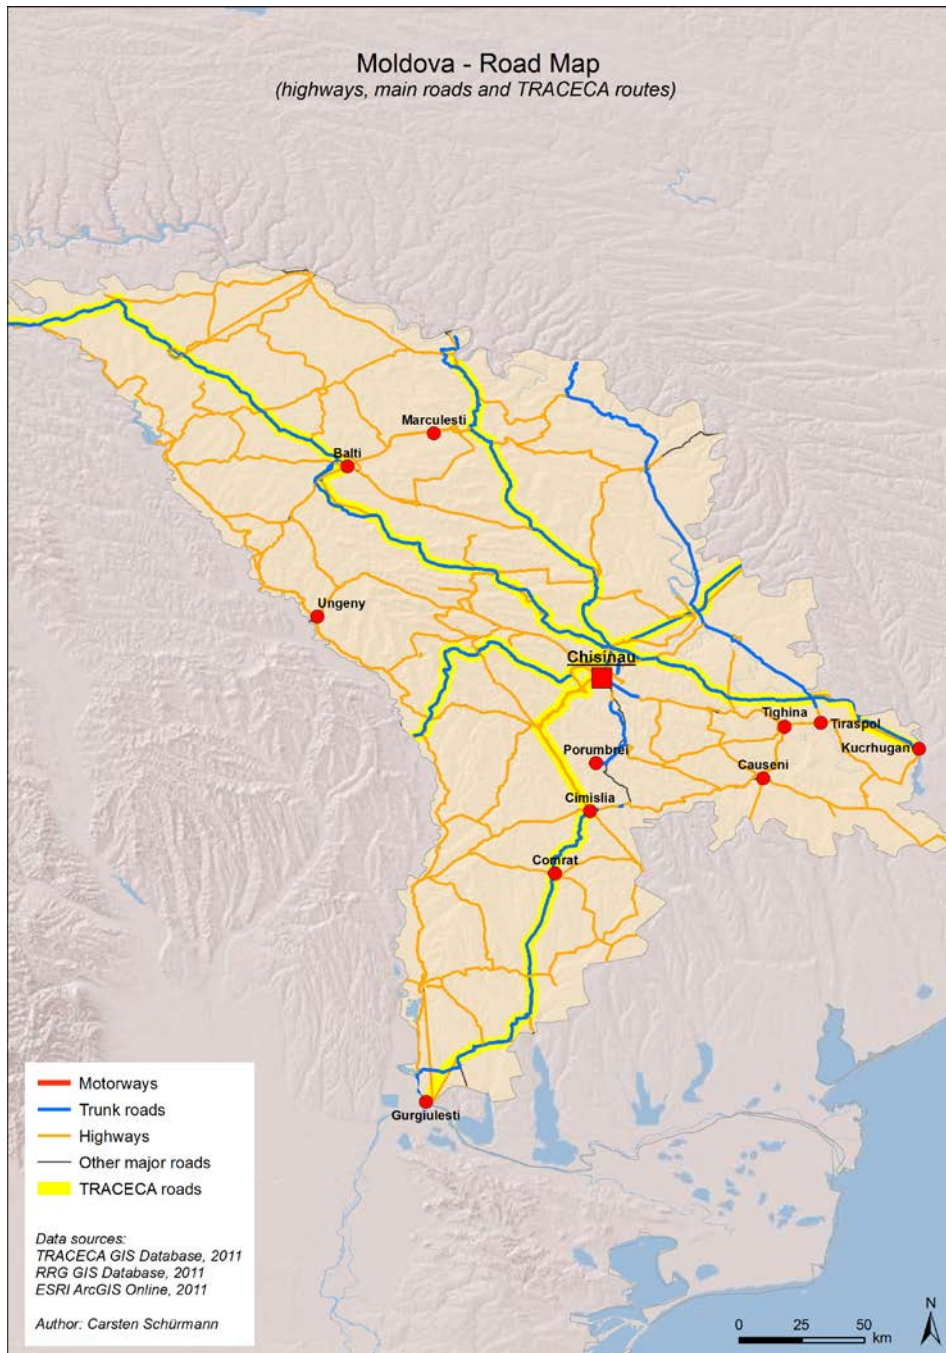 Moldova - Road Map
(highways, main roads and TRACECA routes)
Marculesti
Balti
Ungeny
Chisinau
Tighina
Tiraspol
Kucrhugan
Porumbrei
Causeni
Cimislia
Comrat
Gurgiulesti
Motorways
Trunk roads
Highways
Other major roads
TRACECA roads
Data sources:
TRACECA GIS Database, 2011
RRG GIS Database, 2011
ESRI ArcGIS Online, 2011
Author: Carsten Schürmann
N
0 25 50
km